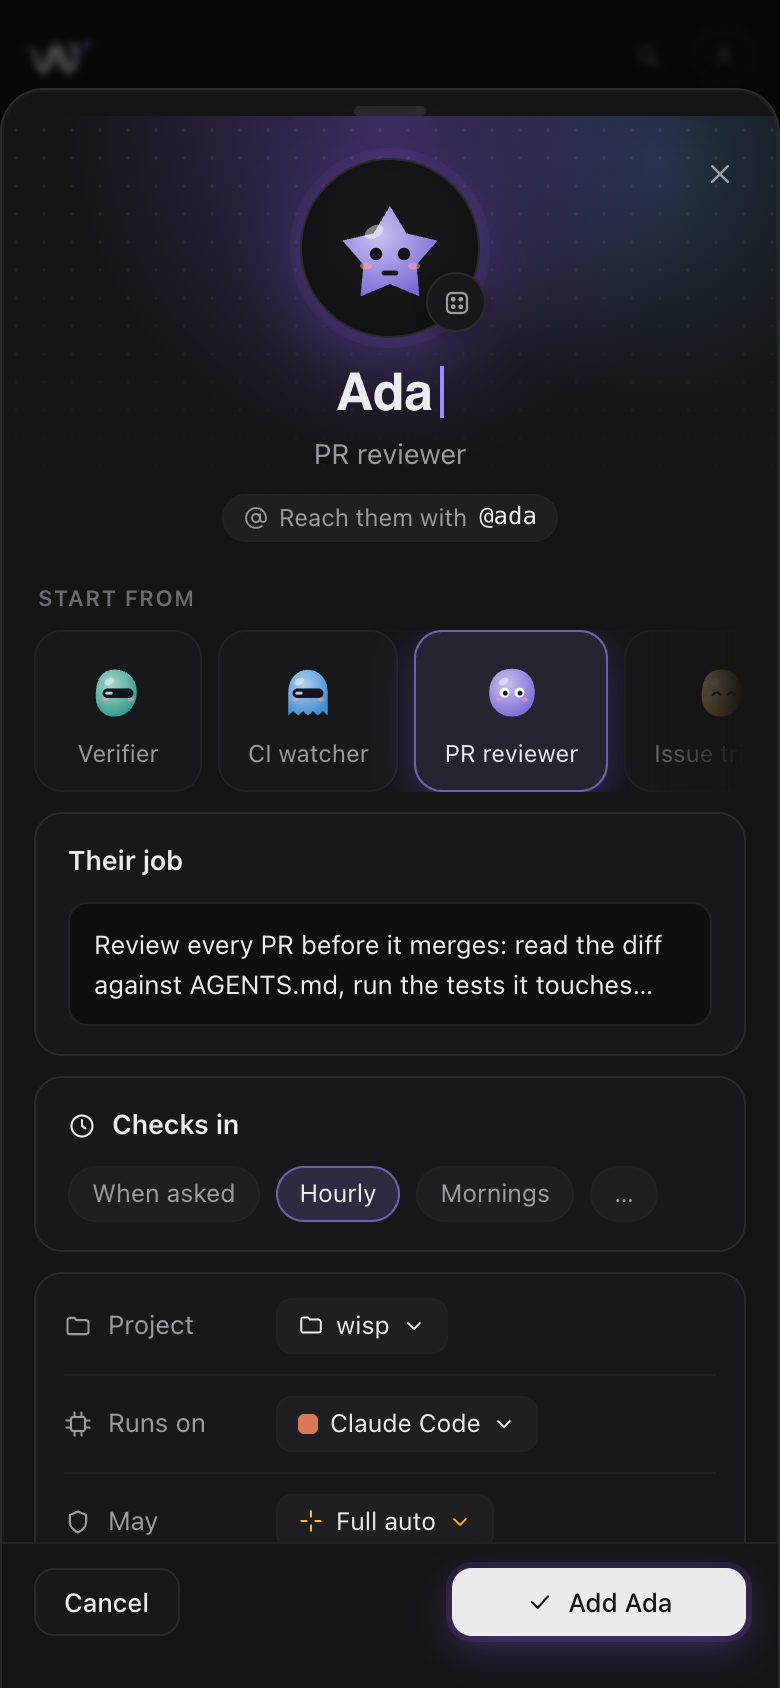 Ada
PR reviewer
@ Reach them with @ada
START FROM
Verifier
CI watcher
PR reviewer
Issue tri
Their job
Review every PR before it merges: read the diff
against AGENTS.md, run the tests it touches...
Checks in
When asked
Hourly
Mornings
...
Project
wisp
Runs on
Claude Code
May
Full auto
Cancel
Add Ada